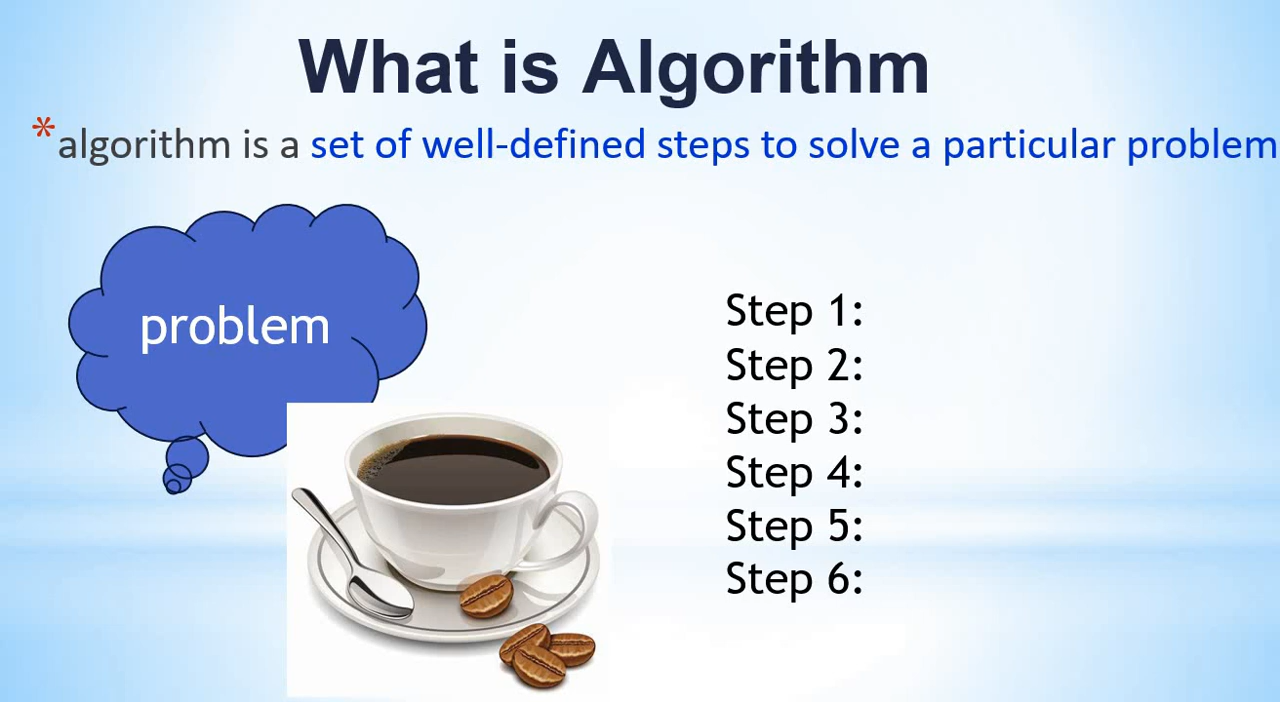 What is Algorithm
*algorithm is a set of well-defined steps to solve a particular problem
problem
Step 1:
Step 2:
Step 3:
Step 4:
Step 5:
Step 6: